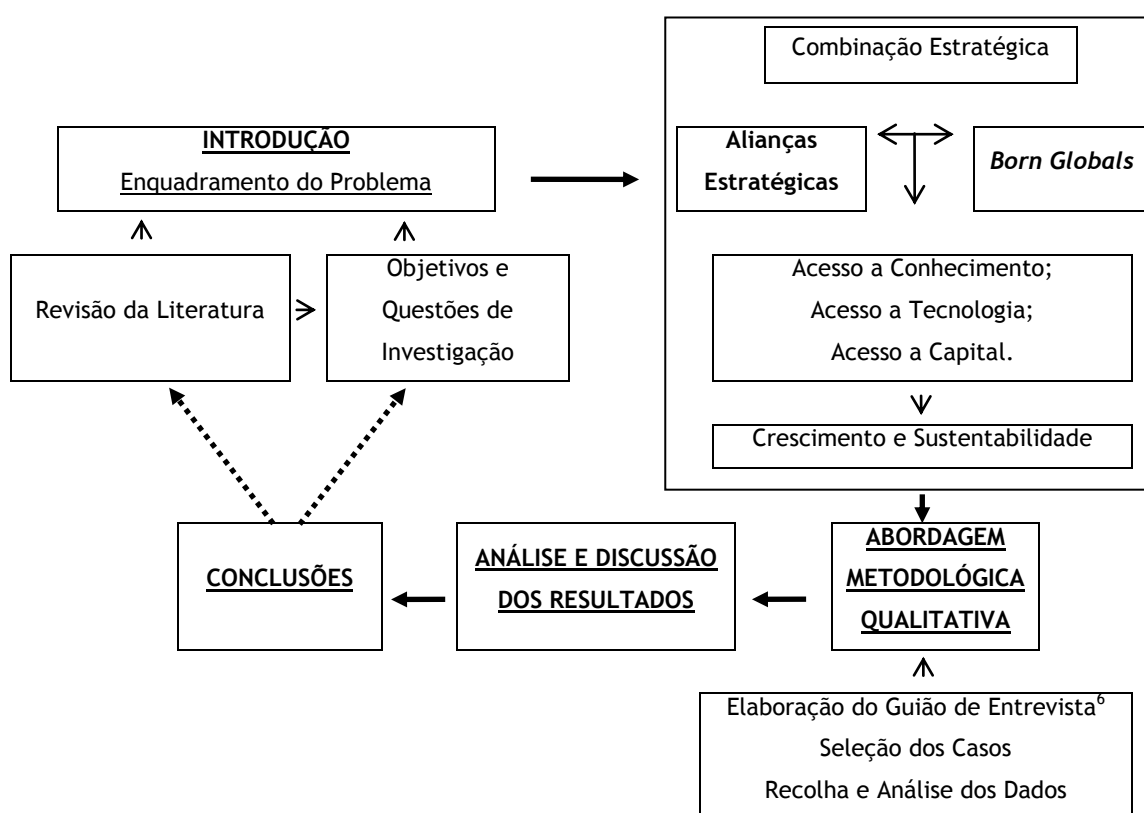 Combinação Estratégica
INTRODUÇÃO
Enquadramento do Problema
Alianças
Estratégicas
Born Globals
Revisão da Literatura
Objetivos e
Questões de
Investigação
Acesso a Conhecimento;
Acesso a Tecnologia;
Acesso a Capital.
Crescimento e Sustentabilidade
CONCLUSÕES
ANÁLISE E DISCUSSÃO
DOS RESULTADOS
ABORDAGEM
METODOLÓGICA
QUALITATIVA
Elaboração do Guião de Entrevista⁶
Seleção dos Casos
Recolha e Análise dos Dados